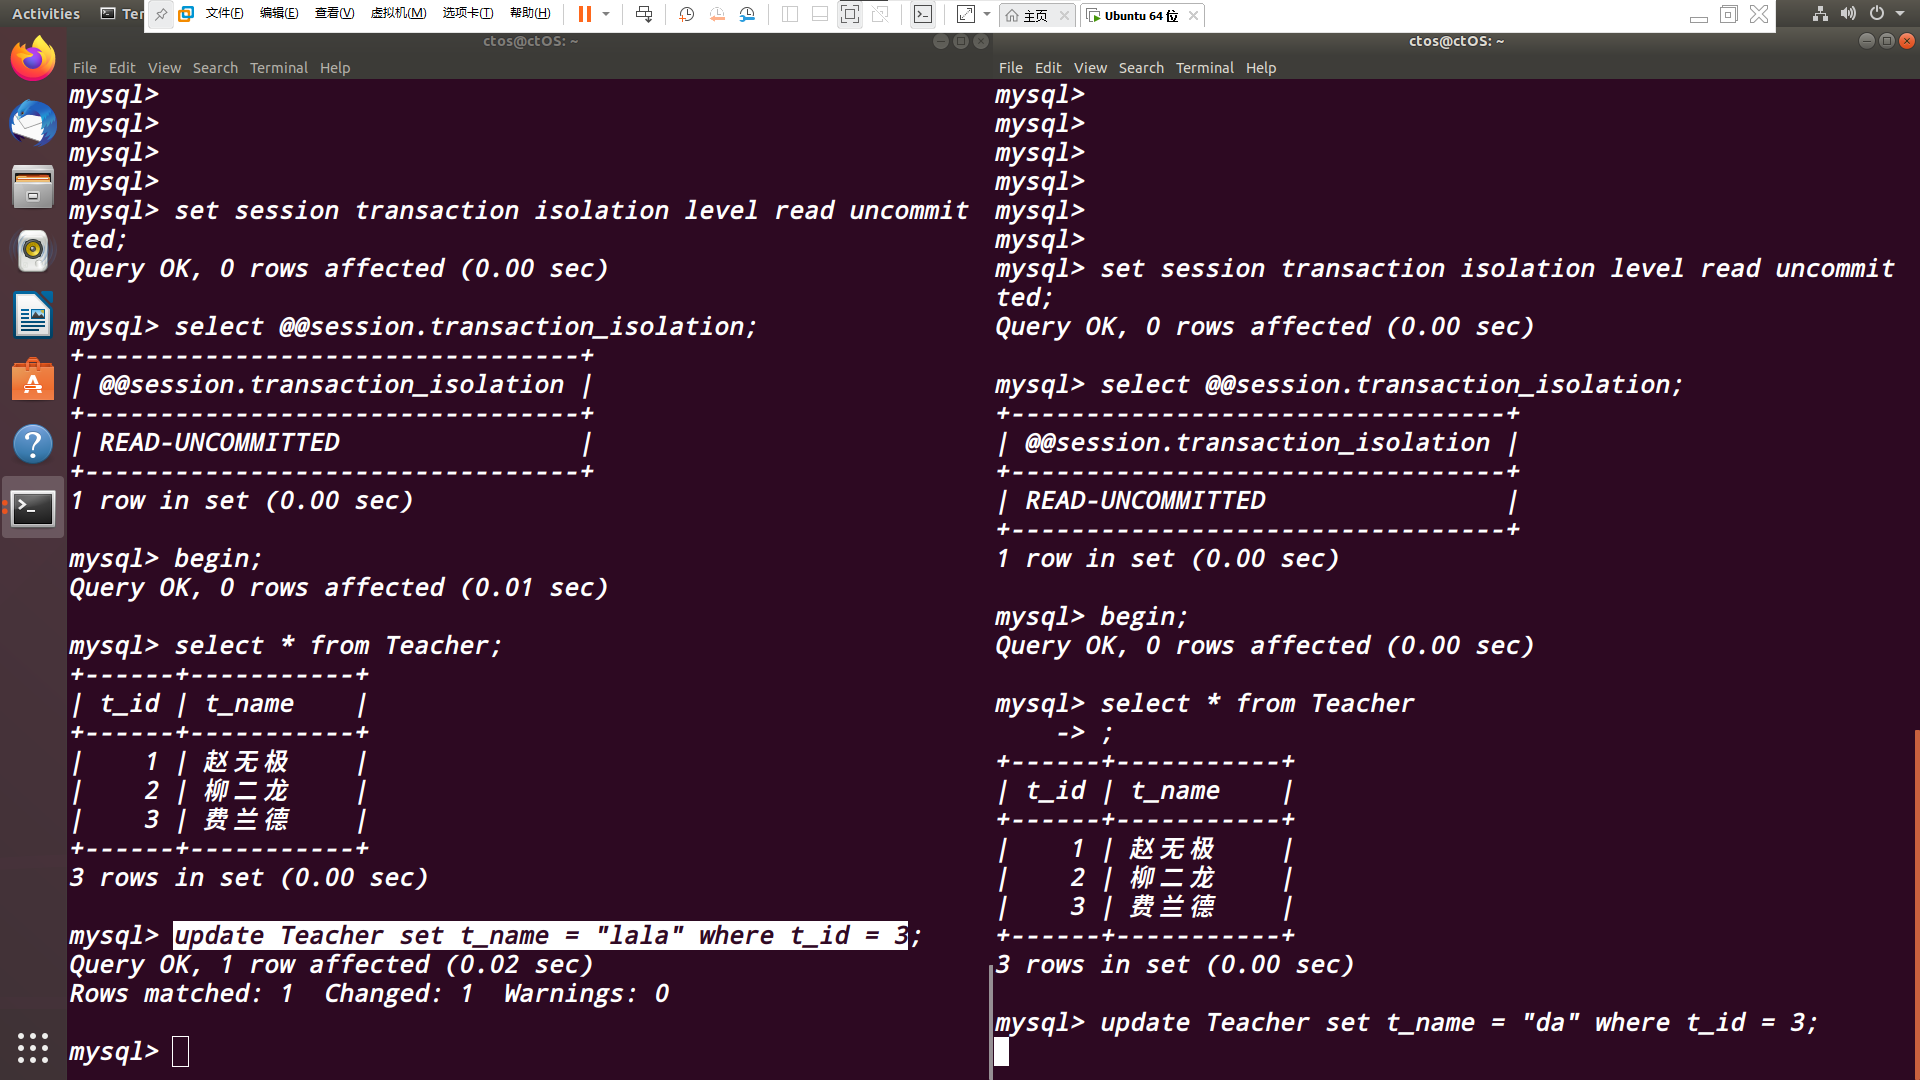 Activities
Ter
文件(F) 编辑(E) 查看(V) 虚拟机(M) 选项卡(T) 帮助(H)
主页
Ubuntu 64 位
ctos@ctOS: ~
File Edit View Search Terminal Help
mysql>
mysql>
mysql>
mysql>
mysql> set session transaction isolation level read uncommit
ted;
Query OK, 0 rows affected (0.00 sec)
mysql> select @@session.transaction_isolation;
+---------------------------------+
| @@session.transaction_isolation |
+---------------------------------+
| READ-UNCOMMITTED                |
+---------------------------------+
1 row in set (0.00 sec)
mysql> begin;
Query OK, 0 rows affected (0.01 sec)
mysql> select * from Teacher;
+------+-----------+
| t_id | t_name    |
+------+-----------+
|    1 | 赵无极    |
|    2 | 柳二龙    |
|    3 | 费兰德    |
+------+-----------+
3 rows in set (0.00 sec)
mysql> update Teacher set t_name = "lala" where t_id = 3;
Query OK, 1 row affected (0.02 sec)
Rows matched: 1  Changed: 1  Warnings: 0
mysql>
ctos@ctOS: ~
File Edit View Search Terminal Help
mysql>
mysql>
mysql>
mysql>
mysql>
mysql>
mysql> set session transaction isolation level read uncommit
ted;
Query OK, 0 rows affected (0.00 sec)
mysql> select @@session.transaction_isolation;
+---------------------------------+
| @@session.transaction_isolation |
+---------------------------------+
| READ-UNCOMMITTED                |
+---------------------------------+
1 row in set (0.00 sec)
mysql> begin;
Query OK, 0 rows affected (0.00 sec)
mysql> select * from Teacher
    -> ;
+------+-----------+
| t_id | t_name    |
+------+-----------+
|    1 | 赵无极    |
|    2 | 柳二龙    |
|    3 | 费兰德    |
+------+-----------+
3 rows in set (0.00 sec)
mysql> update Teacher set t_name = "da" where t_id = 3;